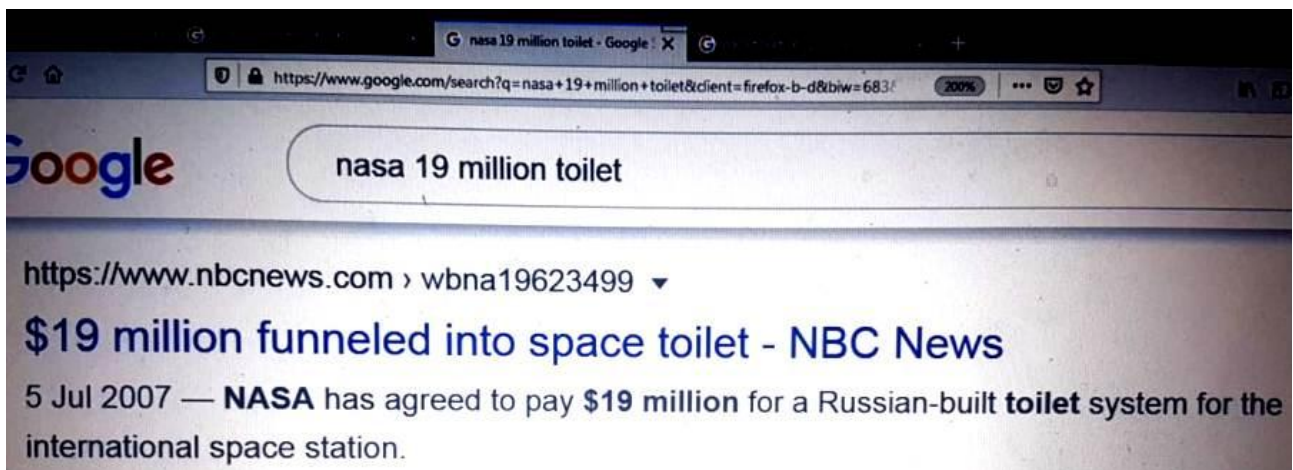 nasa 19 million toilet - Google
https://www.google.com/search?q=nasa+19+million+toilet&client=firefox-b-d&biw=683
200%
Google
nasa 19 million toilet
https://www.nbcnews.com › wbna19623499
$19 million funneled into space toilet - NBC News
5 Jul 2007 — NASA has agreed to pay $19 million for a Russian-built toilet system for the
international space station.